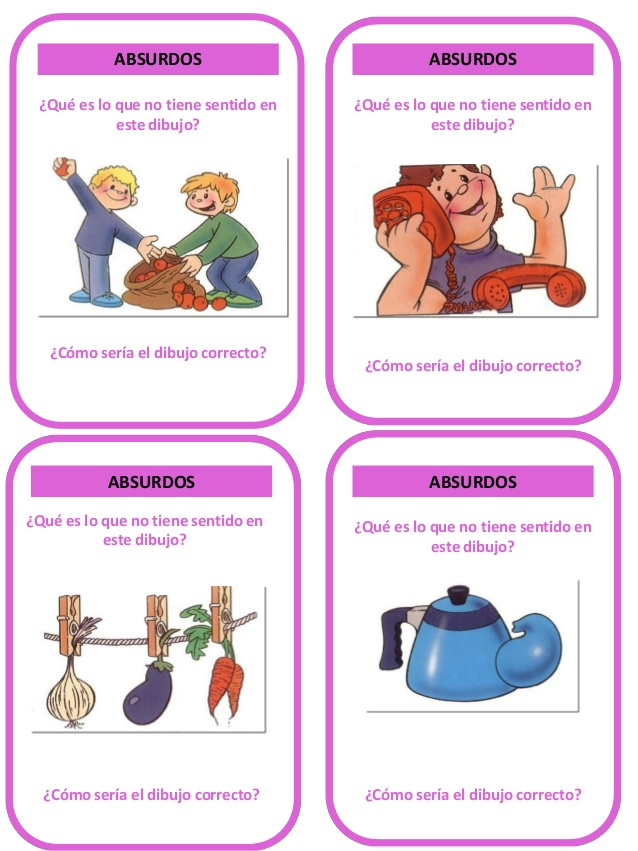 ABSURDOS
¿Qué es lo que no tiene sentido en
este dibujo?
¿Cómo sería el dibujo correcto?
ABSURDOS
¿Qué es lo que no tiene sentido en
este dibujo?
¿Cómo sería el dibujo correcto?
ABSURDOS
¿Qué es lo que no tiene sentido en
este dibujo?
¿Cómo sería el dibujo correcto?
ABSURDOS
¿Qué es lo que no tiene sentido en
este dibujo?
¿Cómo sería el dibujo correcto?